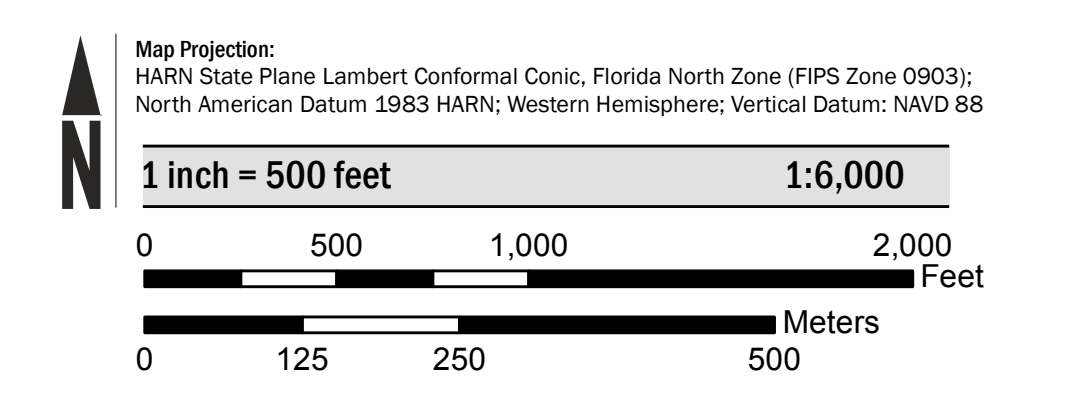 N
Map Projection:
HARN State Plane Lambert Conformal Conic, Florida North Zone (FIPS Zone 0903);
North American Datum 1983 HARN; Western Hemisphere; Vertical Datum: NAVD 88
1 inch = 500 feet 1:6,000
0 500 1,000 2,000
Feet
Meters
0 125 250 500